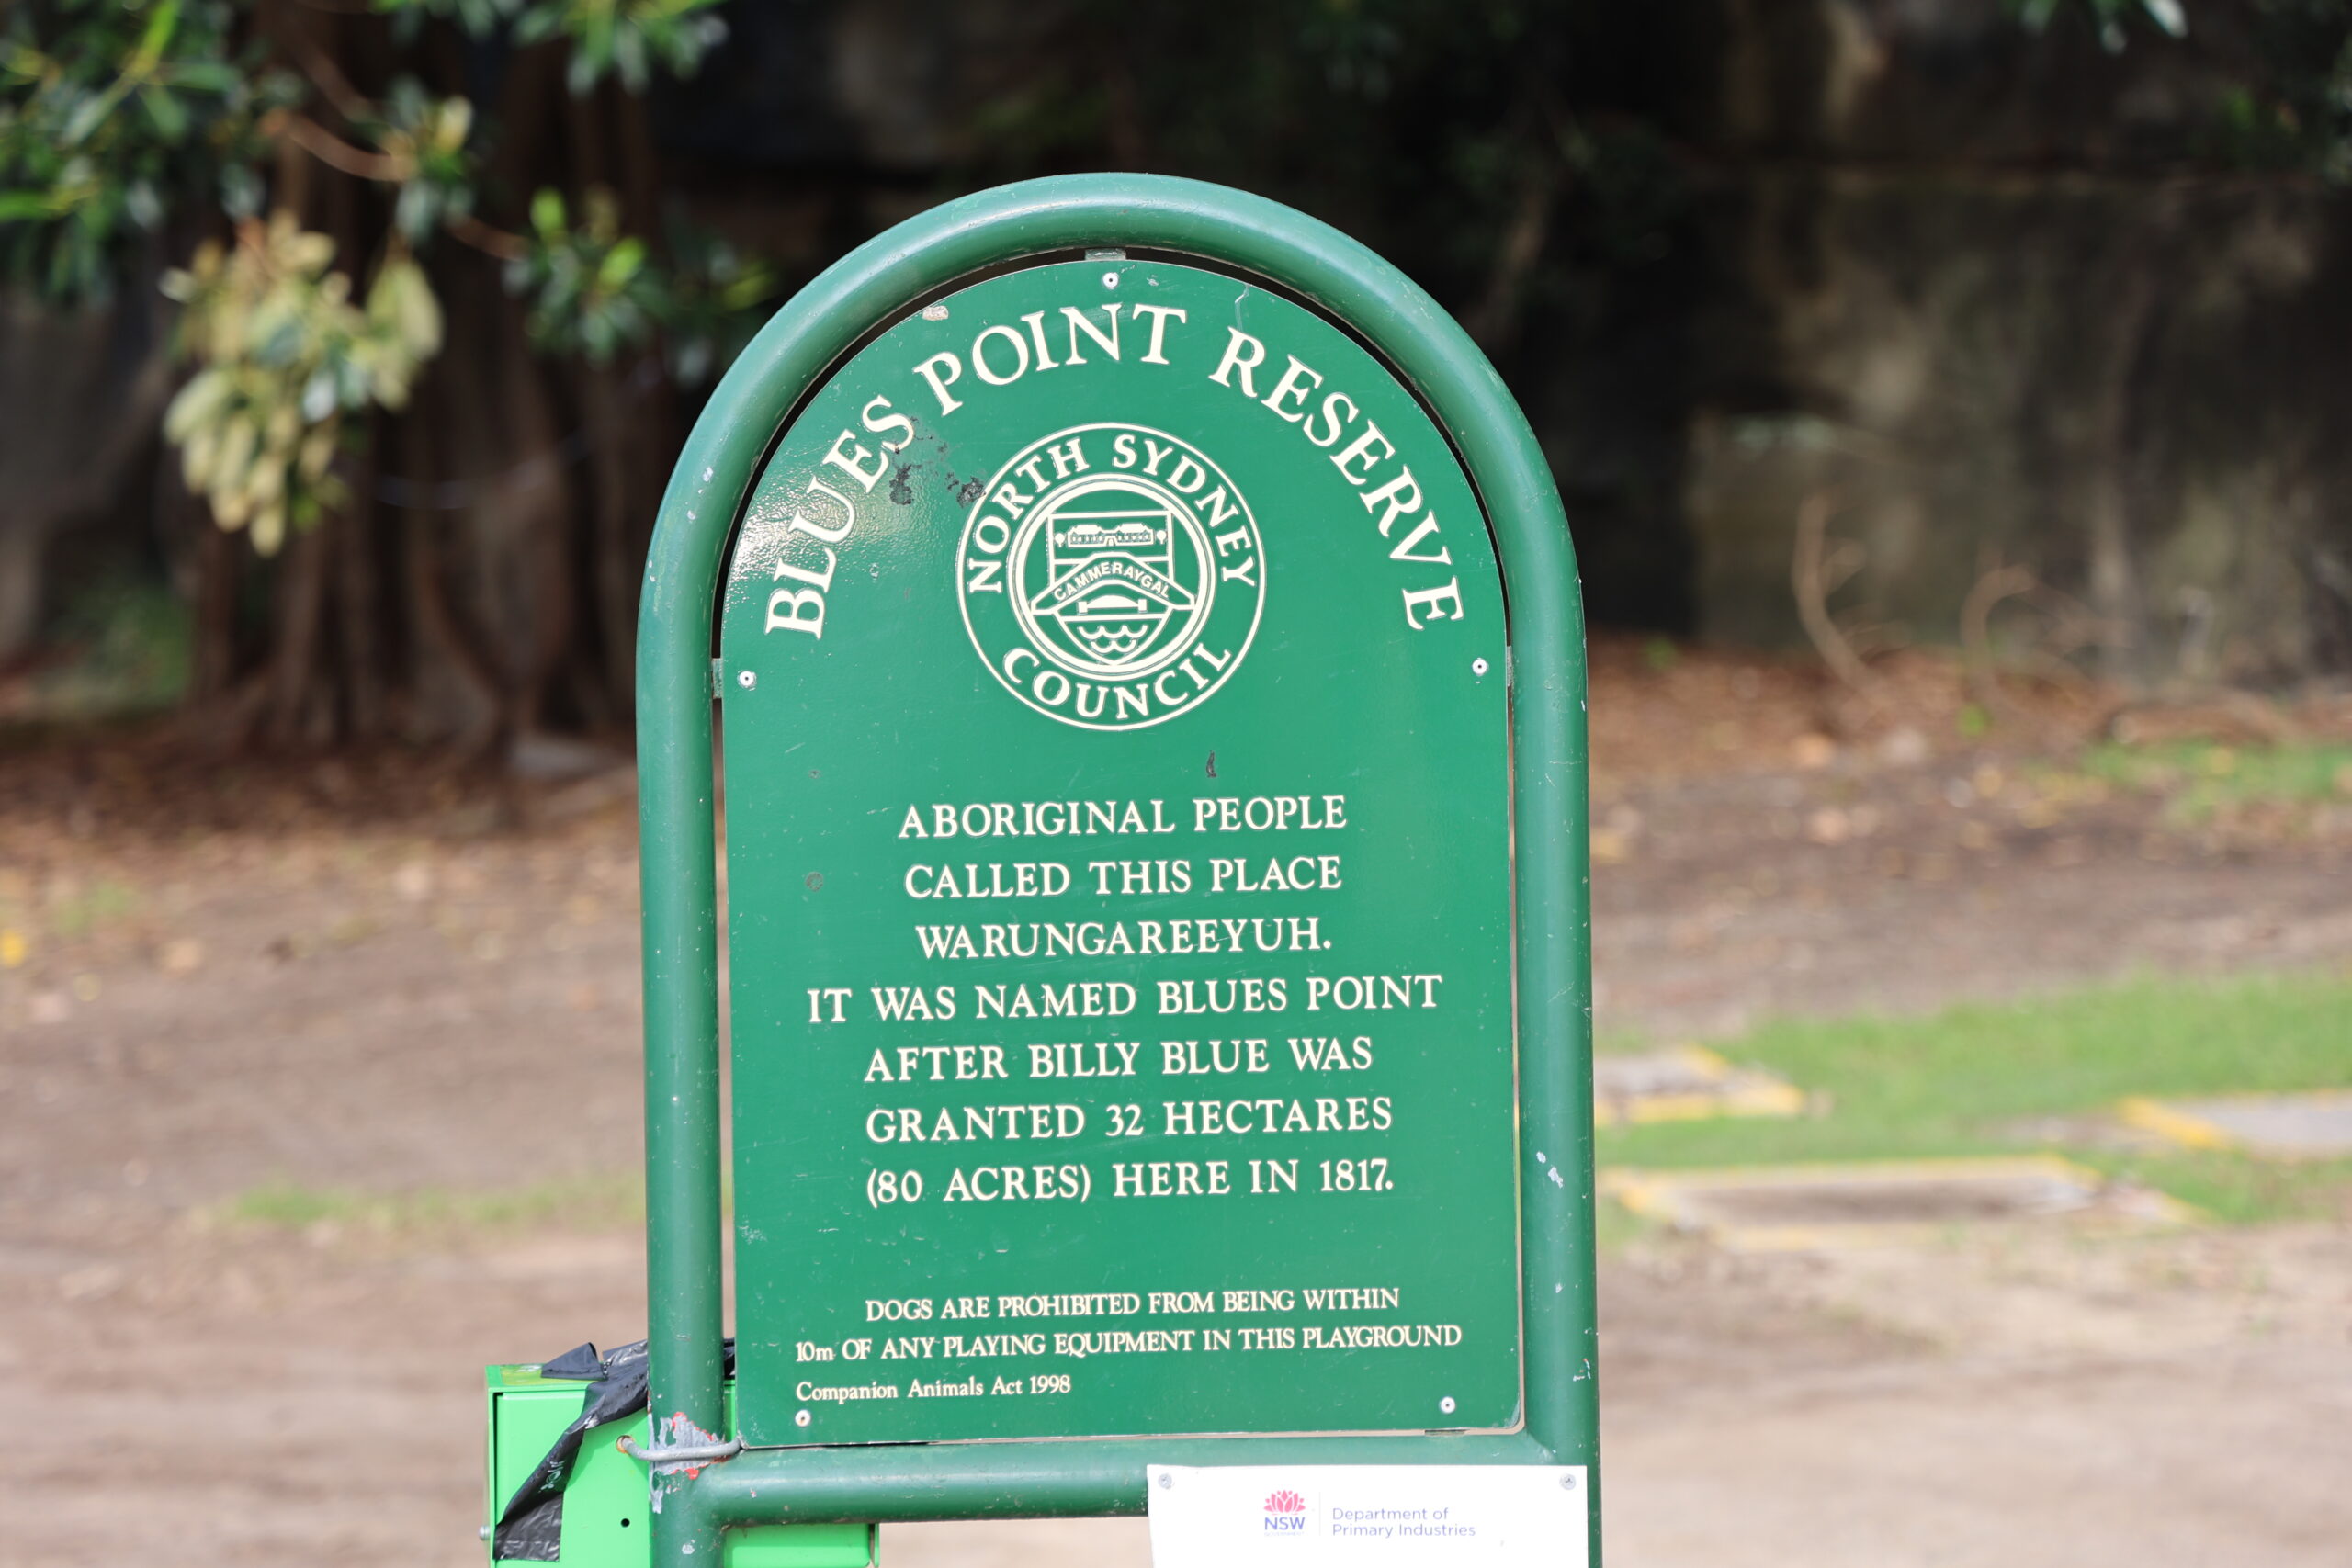 BLUES POINT RESERVE
NORTH SYDNEY
CAMMERAYGAL
COUNCIL
ABORIGINAL PEOPLE
CALLED THIS PLACE
WARUNGAREEYUH.
IT WAS NAMED BLUES POINT
AFTER BILLY BLUE WAS
GRANTED 32 HECTARES
(80 ACRES) HERE IN 1817.
DOGS ARE PROHIBITED FROM BEING WITHIN
10m OF ANY PLAYING EQUIPMENT IN THIS PLAYGROUND
Companion Animals Act 1998
NSW
Department of
Primary Industries